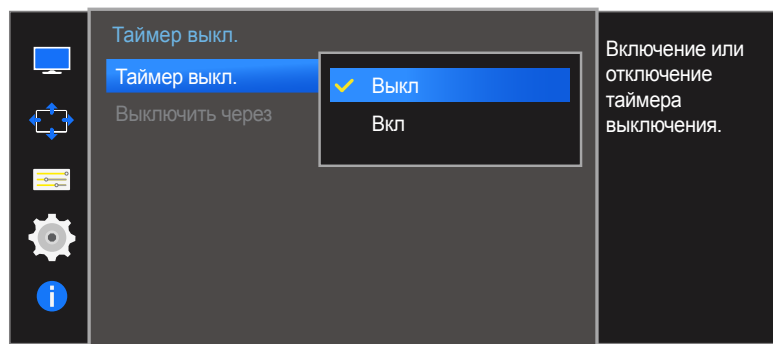 Таймер выкл.
Таймер выкл.
Выключить через
Выкл
Вкл
Включение или
отключение
таймера
выключения.